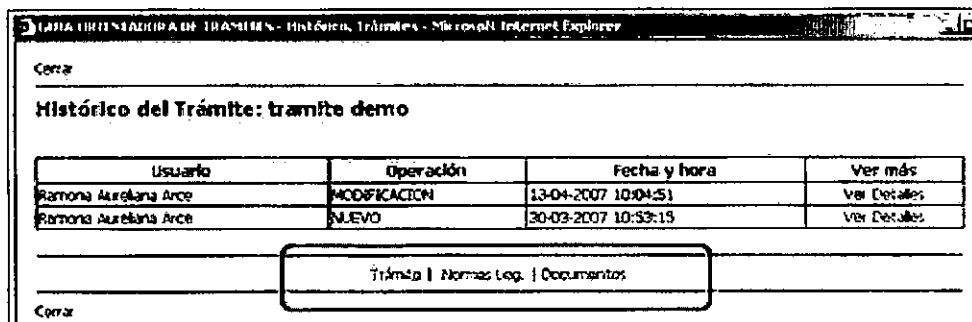 GUIA ORIENTADORA DE TRAMITES - Histórico, Trámites - Microsoft Internet Explorer
Cerrar
Histórico del Trámite: tramite demo
Usuario Operación Fecha y hora Ver más
Ramona Aureliana Arce MODIFICACION 13-04-2007 10:04:51 Ver Detalles
Ramona Aureliana Arce NUEVO 30-03-2007 10:53:15 Ver Detalles
Trámite | Normas Leg. | Documentos
Cerrar